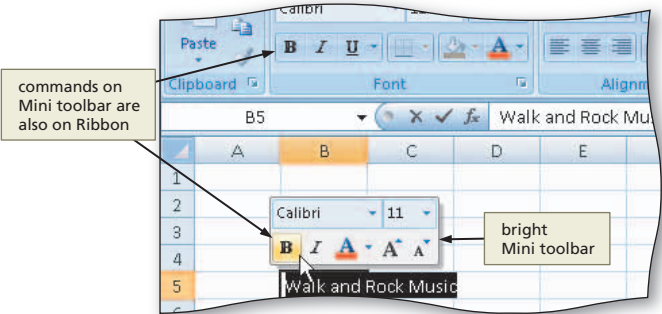 Calibri
Paste
B I U A
Clipboard Font Alignm
commands on
Mini toolbar are
also on Ribbon
B5 fx Walk and Rock Mu
A B C D E
1
2
3
4
5
Calibri 11
B I A A A
bright
Mini toolbar
Walk and Rock Music